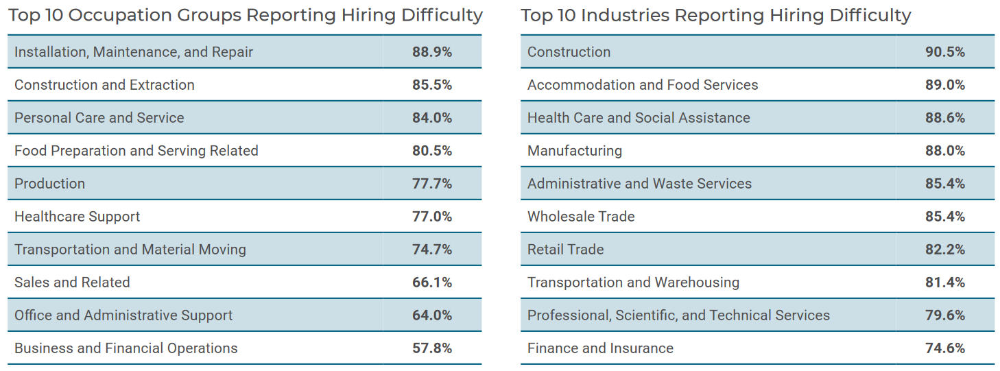 Top 10 Occupation Groups Reporting Hiring Difficulty
Installation, Maintenance, and Repair 88.9%
Construction and Extraction 85.5%
Personal Care and Service 84.0%
Food Preparation and Serving Related 80.5%
Production 77.7%
Healthcare Support 77.0%
Transportation and Material Moving 74.7%
Sales and Related 66.1%
Office and Administrative Support 64.0%
Business and Financial Operations 57.8%
Top 10 Industries Reporting Hiring Difficulty
Construction 90.5%
Accommodation and Food Services 89.0%
Health Care and Social Assistance 88.6%
Manufacturing 88.0%
Administrative and Waste Services 85.4%
Wholesale Trade 85.4%
Retail Trade 82.2%
Transportation and Warehousing 81.4%
Professional, Scientific, and Technical Services 79.6%
Finance and Insurance 74.6%